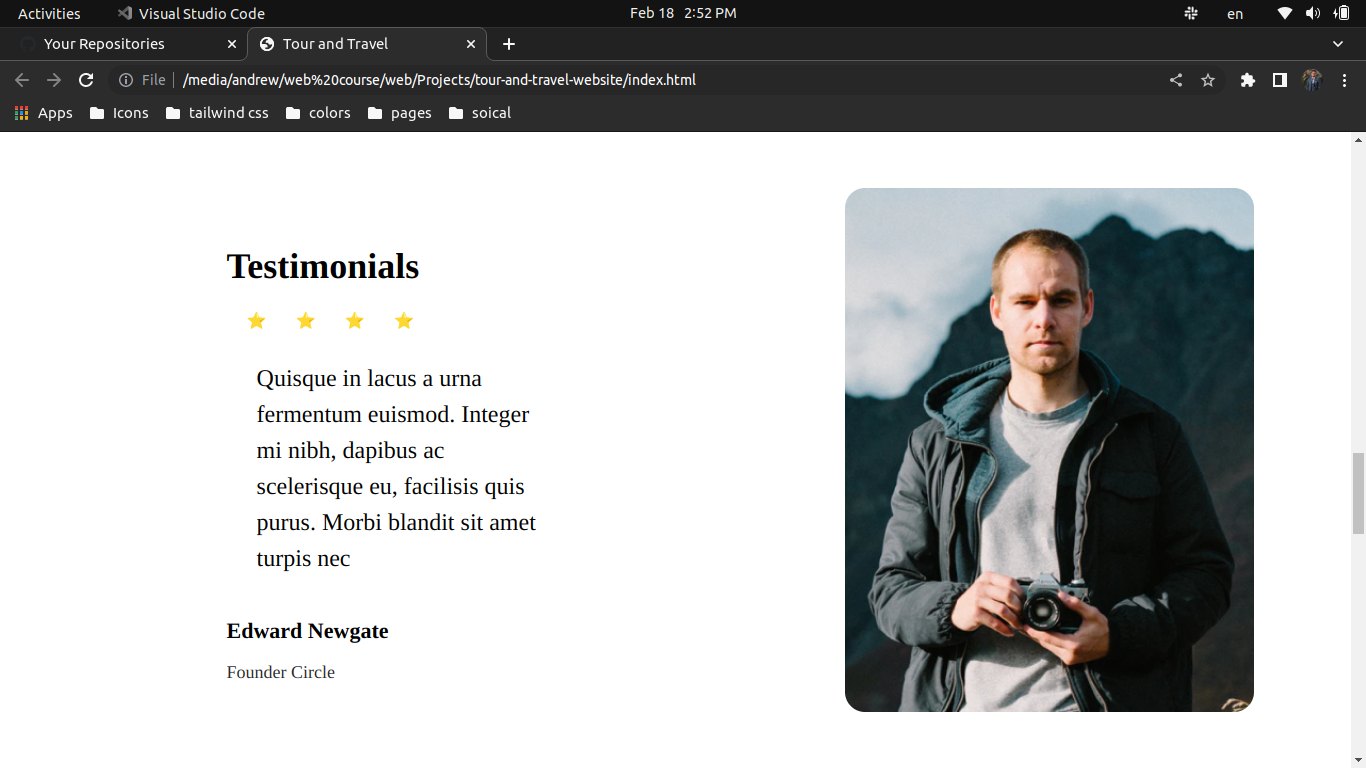 Activities Visual Studio Code Feb 18 2:52 PM en
Your Repositories Tour and Travel
File /media/andrew/web%20course/web/Projects/tour-and-travel-website/index.html
Apps Icons tailwind css colors pages soical
Testimonials
Quisque in lacus a urna
fermentum euismod. Integer
mi nibh, dapibus ac
scelerisque eu, facilisis quis
purus. Morbi blandit sit amet
turpis nec
Edward Newgate
Founder Circle